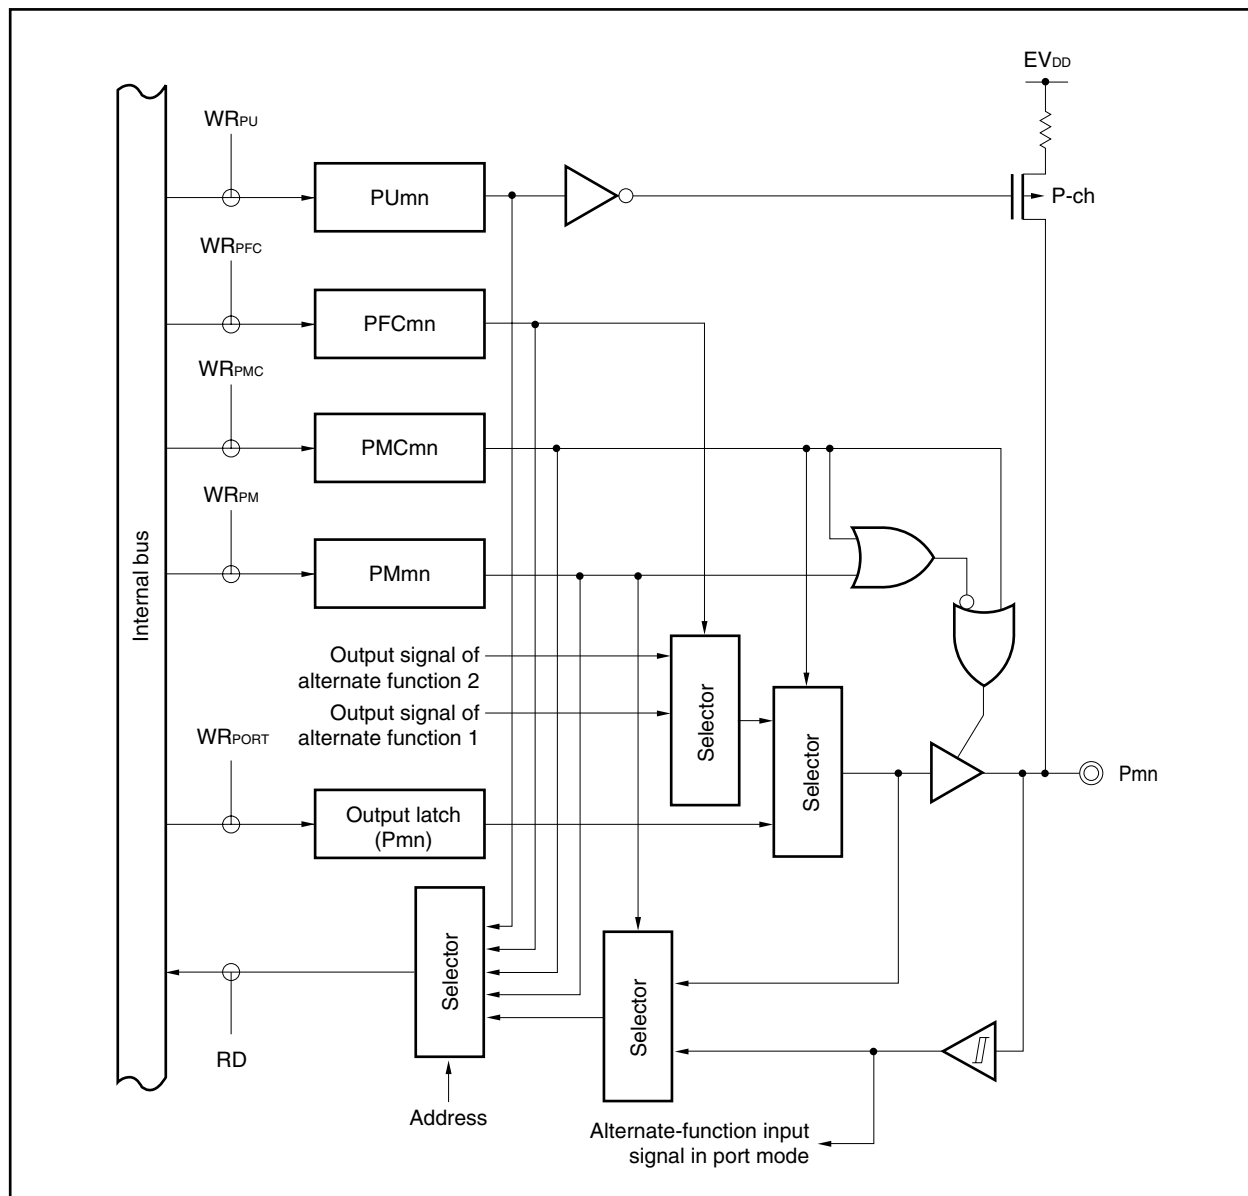 EVDD
WRPU
PUmn
P-ch
WRPFC
PFCmn
WRPMC
PMCmn
WRPM
PMmn
Internal bus
Output signal of
alternate function 2
Output signal of
alternate function 1
Selector
Selector
WRPORT
Output latch
(Pmn)
Pmn
Selector
Selector
RD
Address
Alternate-function input
signal in port mode